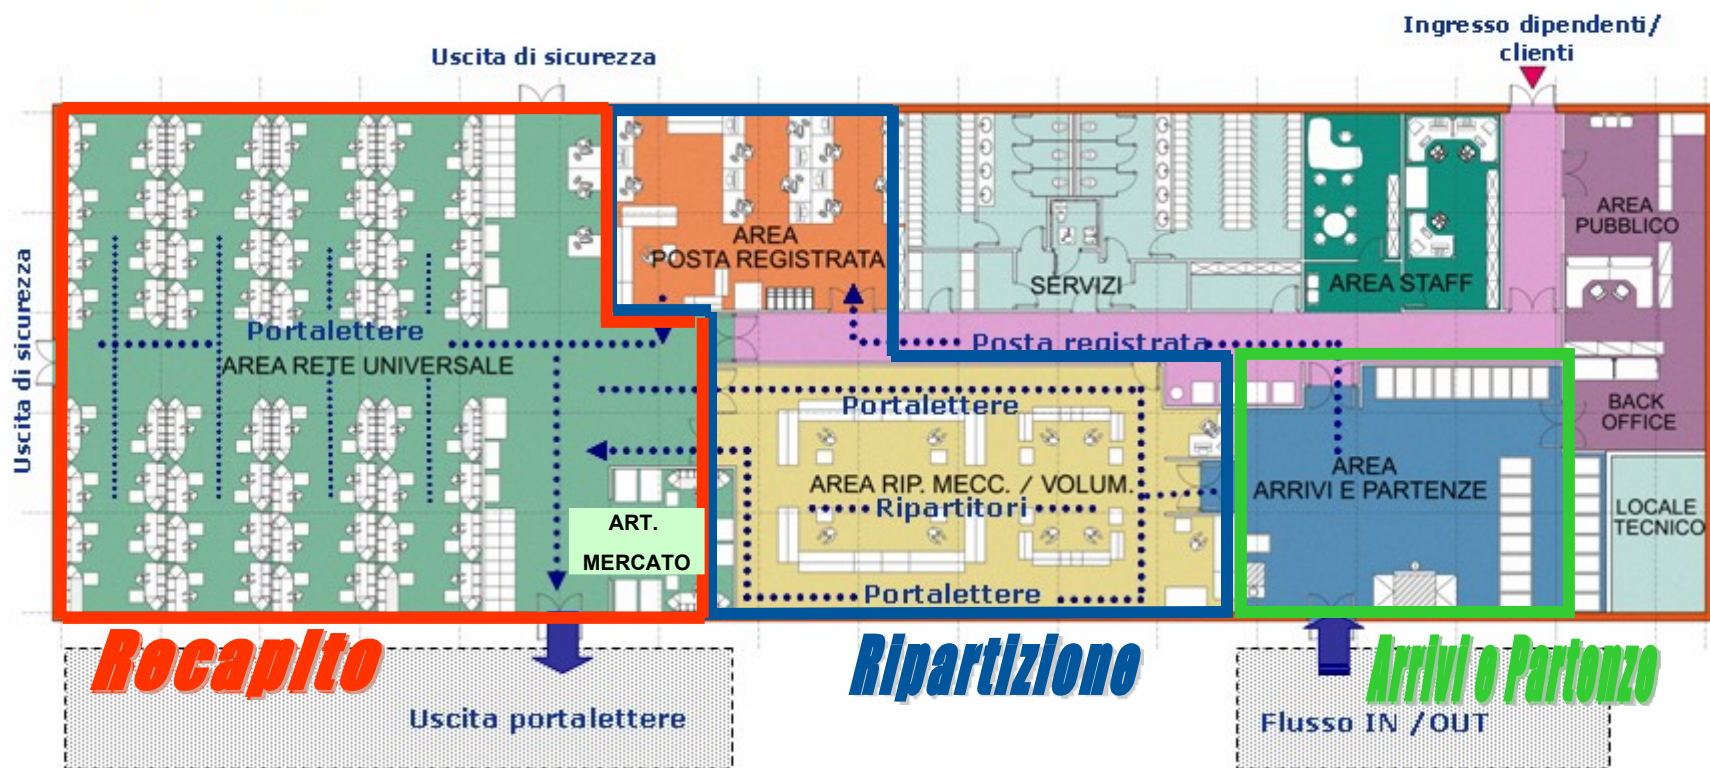 Ingresso dipendenti/
clienti
Uscita di sicurezza
Uscita di sicurezza
AREA
POSTA REGISTRATA
SERVIZI
AREA STAFF
AREA
PUBBLICO
Portalettere
AREA RETE UNIVERSALE
Posta registrata
Portalettere
BACK
OFFICE
AREA RIP. MECC. / VOLUM.
Ripartitori
AREA
ARRIVI E PARTENZE
LOCALE
TECNICO
ART.
MERCATO
Portalettere
Recapito
Ripartizione
Arrivi e Partenze
Uscita portalettere
Flusso IN /OUT